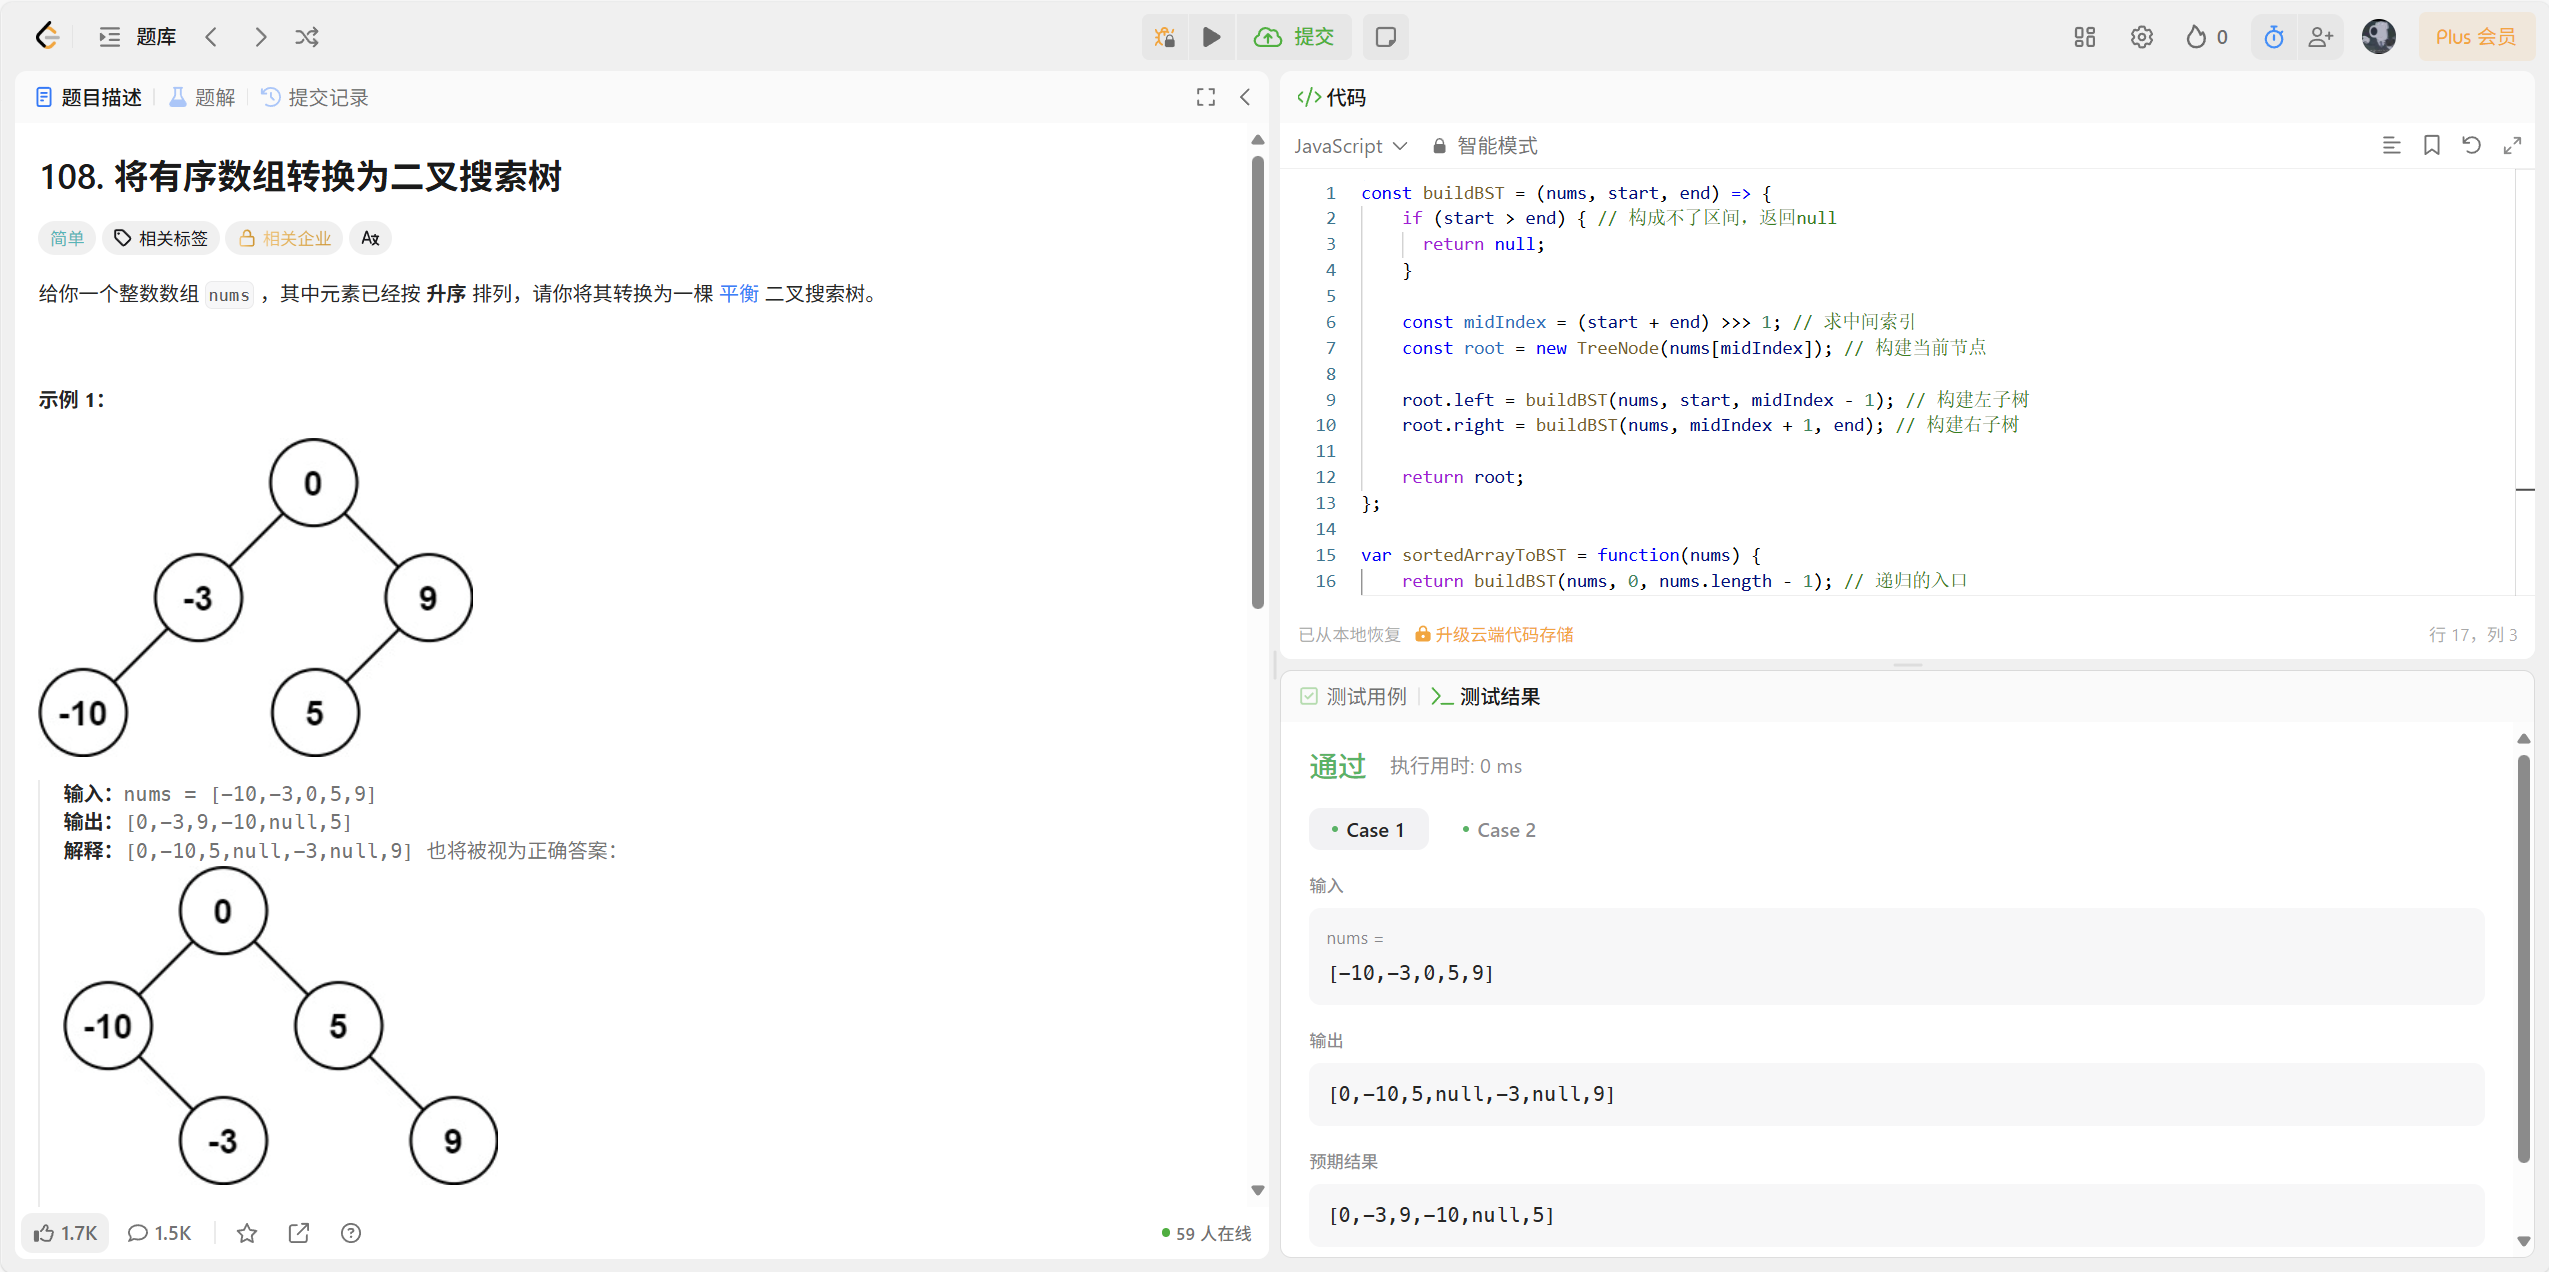 题库
提交
0
Plus 会员
题目描述
题解
提交记录
108. 将有序数组转换为二叉搜索树
简单
相关标签
相关企业
给你一个整数数组 nums ，其中元素已经按 升序 排列，请你将其转换为一棵 平衡 二叉搜索树。
示例 1：
0
-3
9
-10
5
输入：nums = [-10,-3,0,5,9]
输出：[0,-3,9,-10,null,5]
解释：[0,-10,5,null,-3,null,9] 也将被视为正确答案：
0
-10
5
-3
9
1.7K
1.5K
59 人在线
</> 代码
JavaScript
智能模式
1 const buildBST = (nums, start, end) => {
2     if (start > end) { // 构成不了区间，返回null
3       return null;
4     }
5
6     const midIndex = (start + end) >>> 1; // 求中间索引
7     const root = new TreeNode(nums[midIndex]); // 构建当前节点
8
9     root.left = buildBST(nums, start, midIndex - 1); // 构建左子树
10     root.right = buildBST(nums, midIndex + 1, end); // 构建右子树
11
12     return root;
13 };
14
15 var sortedArrayToBST = function(nums) {
16     return buildBST(nums, 0, nums.length - 1); // 递归的入口
已从本地恢复
升级云端代码存储
行 17，列 3
测试用例
测试结果
通过
执行用时: 0 ms
Case 1
Case 2
输入
nums =
[-10,-3,0,5,9]
输出
[0,-10,5,null,-3,null,9]
预期结果
[0,-3,9,-10,null,5]